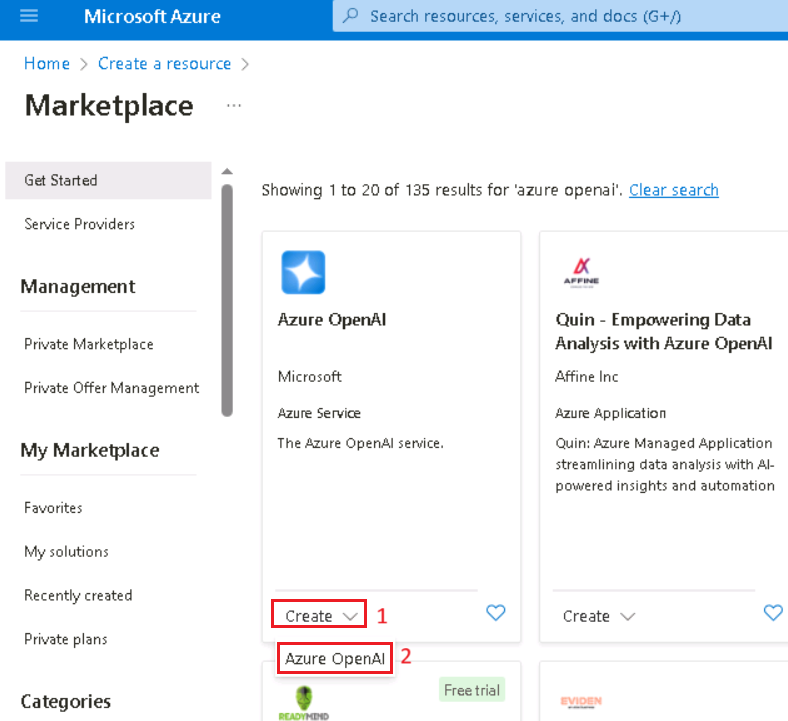 Microsoft Azure
Search resources, services, and docs (G+/)
Home > Create a resource >
Marketplace ...
Get Started
Service Providers
Management
Private Marketplace
Private Offer Management
My Marketplace
Favorites
My solutions
Recently created
Private plans
Categories
Showing 1 to 20 of 135 results for 'azure openai'. Clear search
Azure OpenAI
Microsoft
Azure Service
The Azure OpenAI service.
Create 1
Azure OpenAI 2
AFFINE
Quin - Empowering Data
Analysis with Azure OpenAI
Affine Inc
Azure Application
Quin: Azure Managed Application
streamlining data analysis with AI-
powered insights and automation
Create
READYMIND
Free trial
EVIDEN